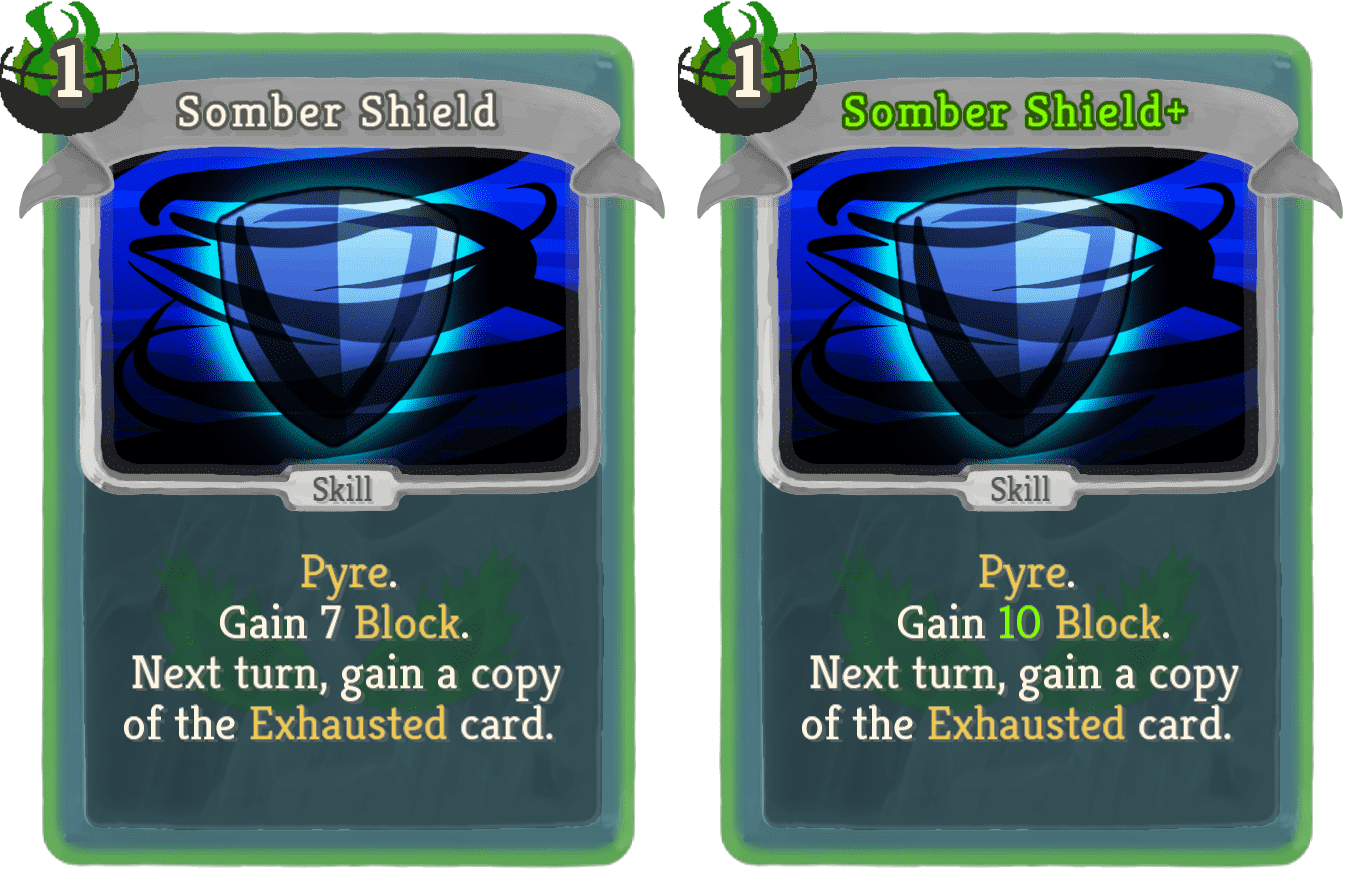 1
Somber Shield
Skill
Pyre.
Gain 7 Block.
Next turn, gain a copy
of the Exhausted card.
1
Somber Shield+
Skill
Pyre.
Gain 10 Block.
Next turn, gain a copy
of the Exhausted card.